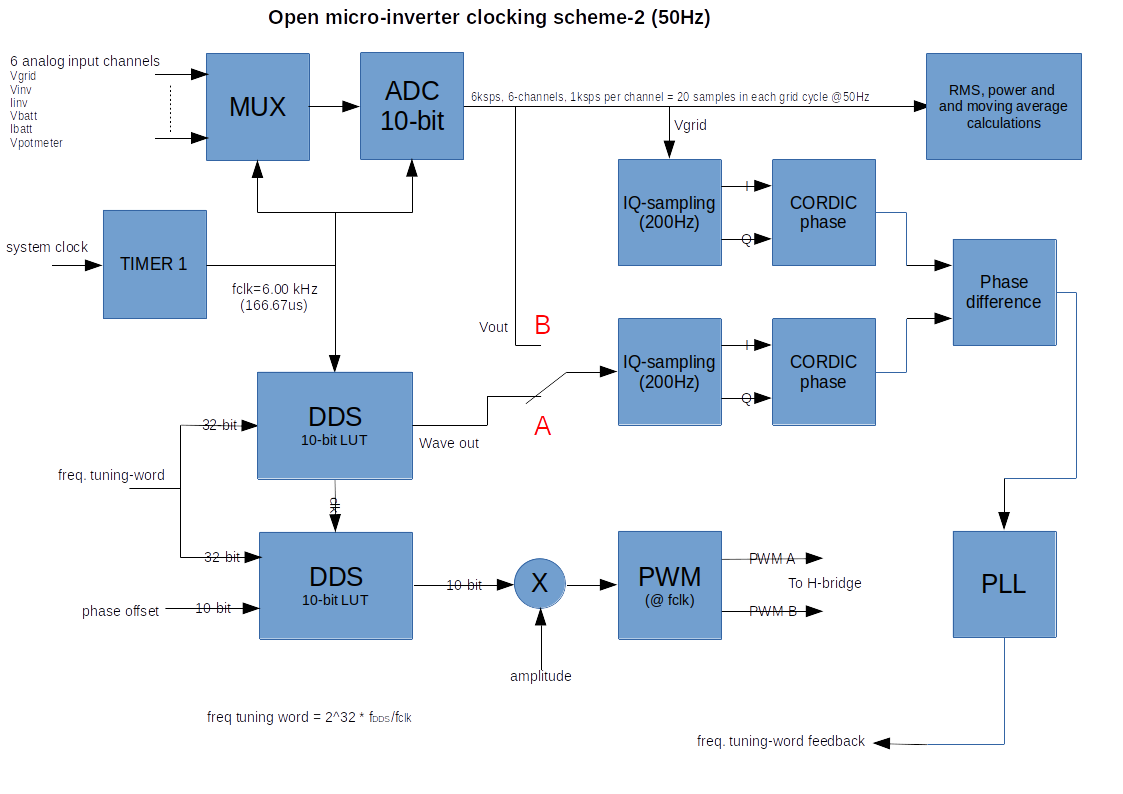 Open micro-inverter clocking scheme-2 (50Hz)
6 analog input channels
Vgrid
Vinv
Iinv
Vbatt
Ibatt
Vpotmeter
MUX
ADC
10-bit
6ksps, 6-channels, 1ksps per channel = 20 samples in each grid cycle @50Hz
RMS, power and
and moving average
calculations
Vgrid
IQ-sampling
(200Hz)
I
Q
CORDIC
phase
system clock
TIMER 1
fclk=6.00 kHz
(166.67us)
Phase
difference
Vout
B
IQ-sampling
(200Hz)
I
Q
CORDIC
phase
A
DDS
10-bit LUT
32-bit
Wave out
freq. tuning-word
clk
32-bit
DDS
10-bit LUT
phase offset
10-bit
10-bit
X
PWM
(@ fclk)
PWM A
To H-bridge
PWM B
PLL
amplitude
freq tuning word = 2^32 * fDDS/fclk
freq. tuning-word feedback